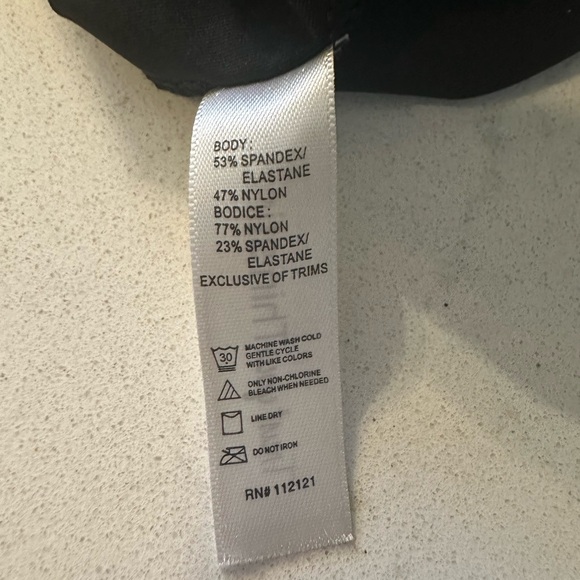 BODY :
53% SPANDEX/
ELASTANE
47% NYLON
BODICE :
77% NYLON
23% SPANDEX/
ELASTANE
EXCLUSIVE OF TRIMS
30
MACHINE WASH COLD
GENTLE CYCLE
WITH LIKE COLORS
ONLY NON-CHLORINE
BLEACH WHEN NEEDED
LINE DRY
DO NOT IRON
RN# 112121